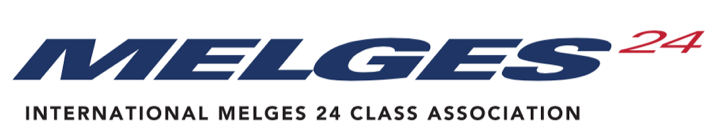 MELGES 24
INTERNATIONAL MELGES 24 CLASS ASSOCIATION